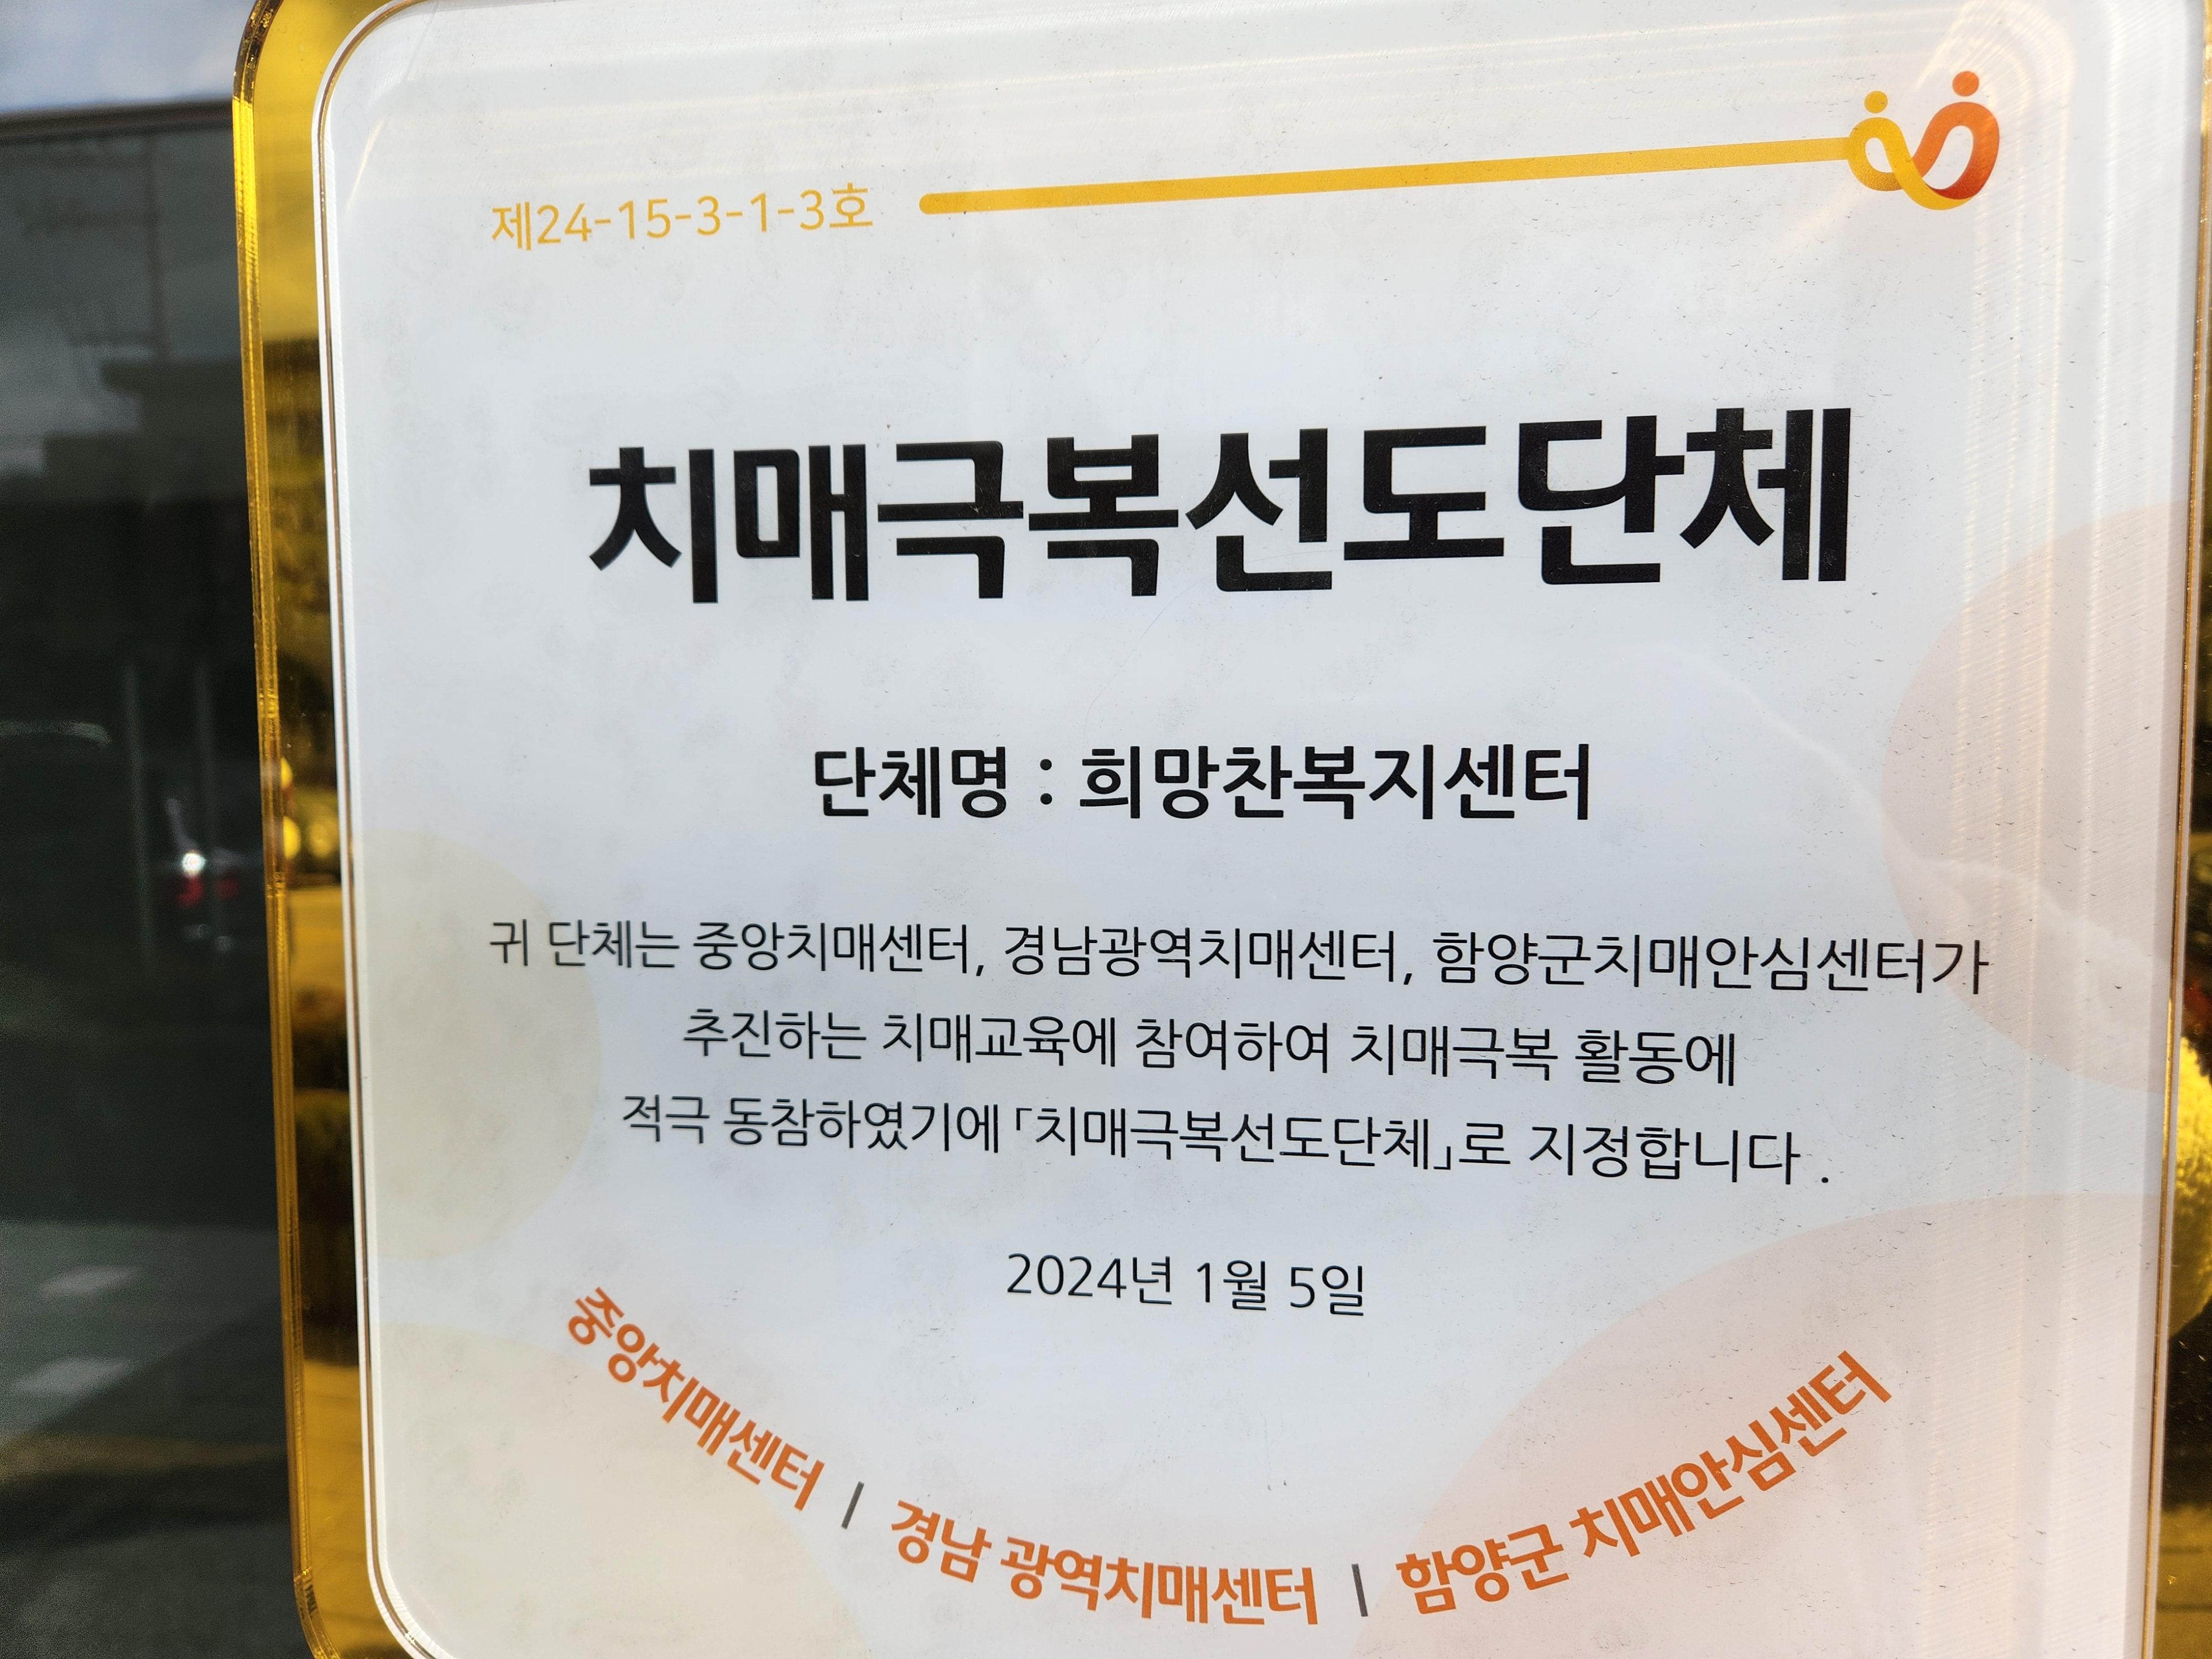 제24-15-3-1-3호
치매극복선도단체
단체명 : 희망찬복지센터
귀 단체는 중앙치매센터, 경남광역치매센터, 함양군치매안심센터가
추진하는 치매교육에 참여하여 치매극복 활동에
적극 동참하였기에 ｢치매극복선도단체｣로 지정합니다 .
2024년 1월 5일
중앙치매센터 | 경남 광역치매센터 | 함양군 치매안심센터